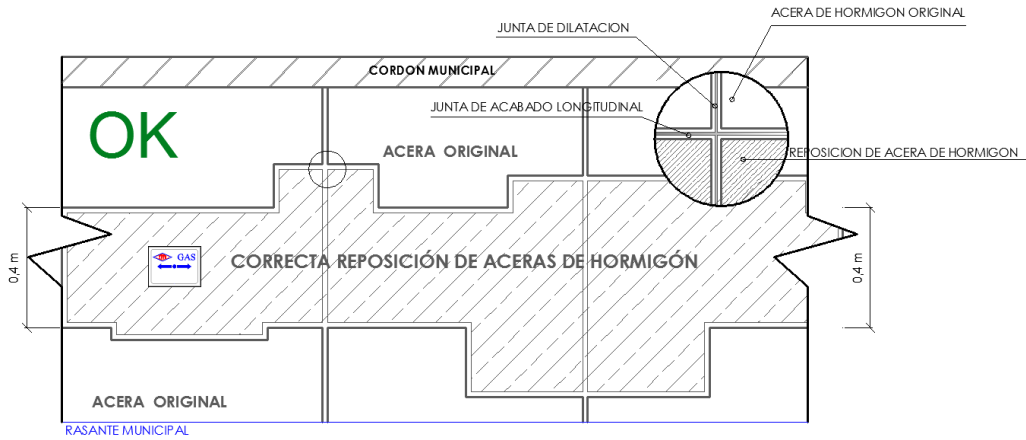 ACERA DE HORMIGON ORIGINAL
JUNTA DE DILATACION
CORDON MUNICIPAL
JUNTA DE ACABADO LONGITUDINAL
OK
ACERA ORIGINAL
REPOSICION DE ACERA DE HORMIGON
0,4 m
GAS
CORRECTA REPOSICIÓN DE ACERAS DE HORMIGÓN
0,4 m
ACERA ORIGINAL
RASANTE MUNICIPAL